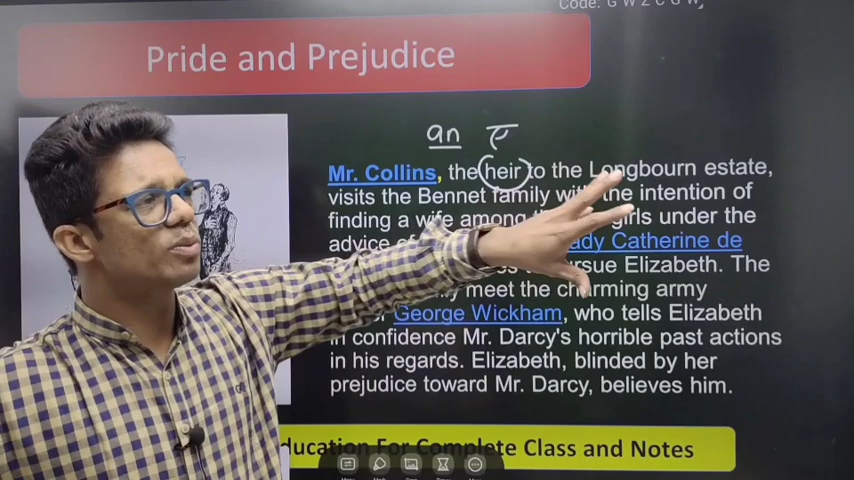 Code: G W Z C G W
Pride and Prejudice
an ए
Mr. Collins, the heir to the Longbourn estate,
visits the Bennet family with the intention of
finding a wife among the girls under the
advice Lady Catherine de
pursue Elizabeth. The
meet the charming army
George Wickham, who tells Elizabeth
in confidence Mr. Darcy's horrible past actions
in his regards. Elizabeth, blinded by her
prejudice toward Mr. Darcy, believes him.
ducation For Complete Class and Notes